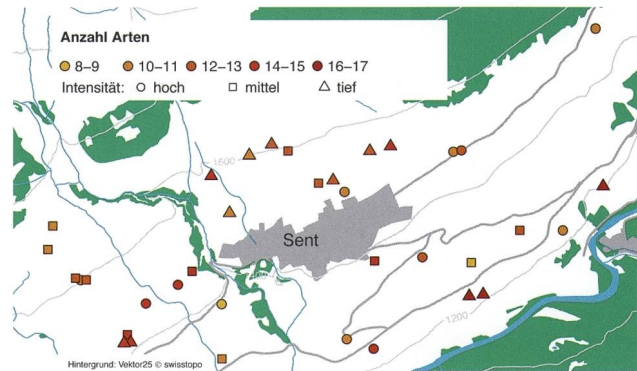 Anzahl Arten
8–9 10–11 12–13 14–15 16–17
Intensität: hoch mittel tief
1600
Sent
1200
Hintergrund: Vektor25 © swisstopo